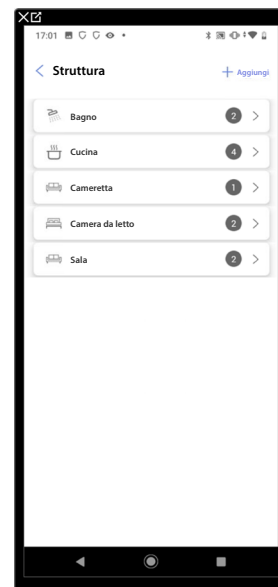 17:01
Struttura
Aggiungi
Bagno 2
Cucina 4
Cameretta 1
Camera da letto 2
Sala 2